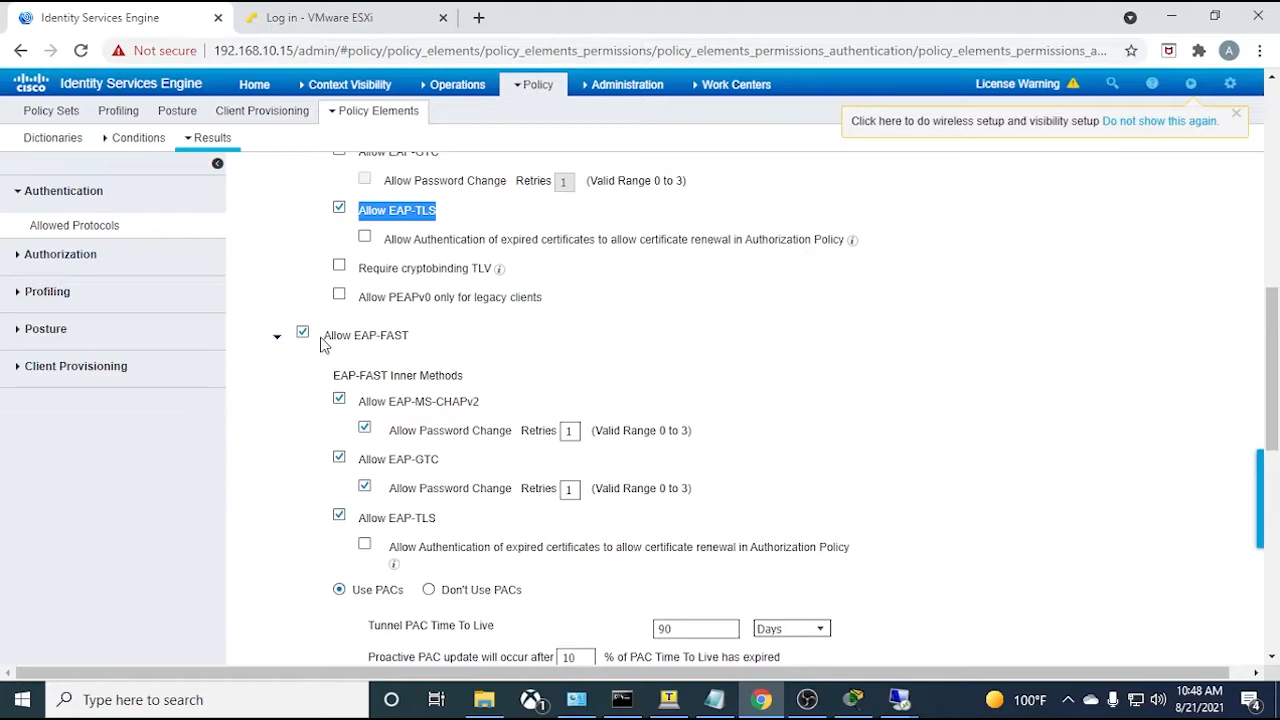 Identity Services Engine
Log in - VMware ESXi
Not secure
192.168.10.15/admin/#policy/policy_elements/policy_elements_permissions/policy_elements_permissions_authentication/policy_elements_permissions_a...
A
CISCO
Identity Services Engine
Home
Context Visibility
Operations
Policy
Administration
Work Centers
License Warning
Policy Sets
Profiling
Posture
Client Provisioning
Policy Elements
Click here to do wireless setup and visibility setup Do not show this again.
Dictionaries
Conditions
Results
Authentication
Allowed Protocols
Authorization
Profiling
Posture
Client Provisioning
Allow EAP-GTC
Allow Password Change Retries 1 (Valid Range 0 to 3)
Allow EAP-TLS
Allow Authentication of expired certificates to allow certificate renewal in Authorization Policy
Require cryptobinding TLV
Allow PEAPv0 only for legacy clients
Allow EAP-FAST
EAP-FAST Inner Methods
Allow EAP-MS-CHAPv2
Allow Password Change Retries 1 (Valid Range 0 to 3)
Allow EAP-GTC
Allow Password Change Retries 1 (Valid Range 0 to 3)
Allow EAP-TLS
Allow Authentication of expired certificates to allow certificate renewal in Authorization Policy
Use PACs Don't Use PACs
Tunnel PAC Time To Live 90 Days
Proactive PAC update will occur after 10 % of PAC Time To Live has expired
Type here to search
1
100°F
10:48 AM
8/21/2021
4